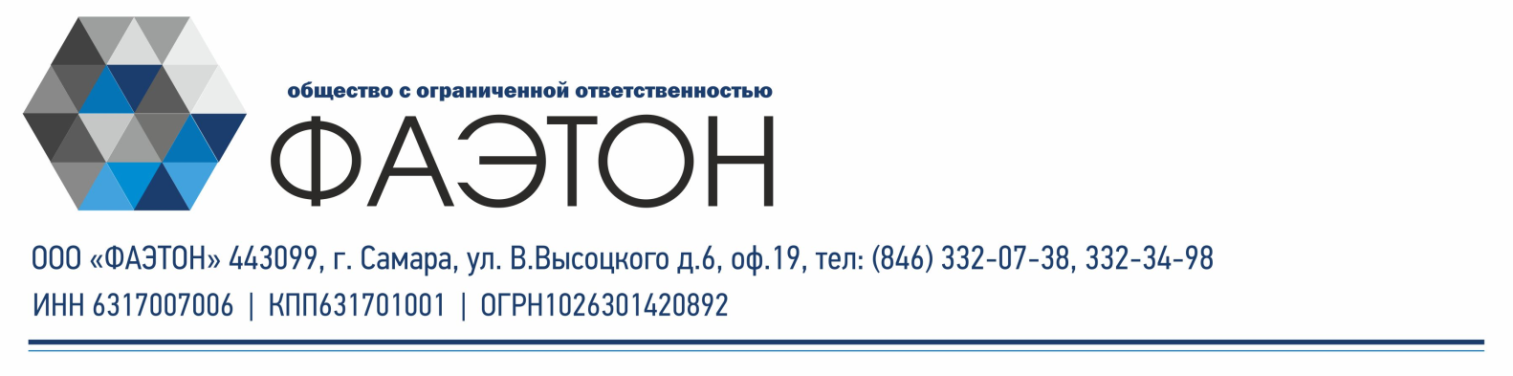 общество с ограниченной ответственностью
ФАЭТОН
ООО «ФАЭТОН» 443099, г. Самара, ул. В.Высоцкого д.6, оф.19, тел: (846) 332-07-38, 332-34-98
ИНН 6317007006 | КПП631701001 | ОГРН1026301420892